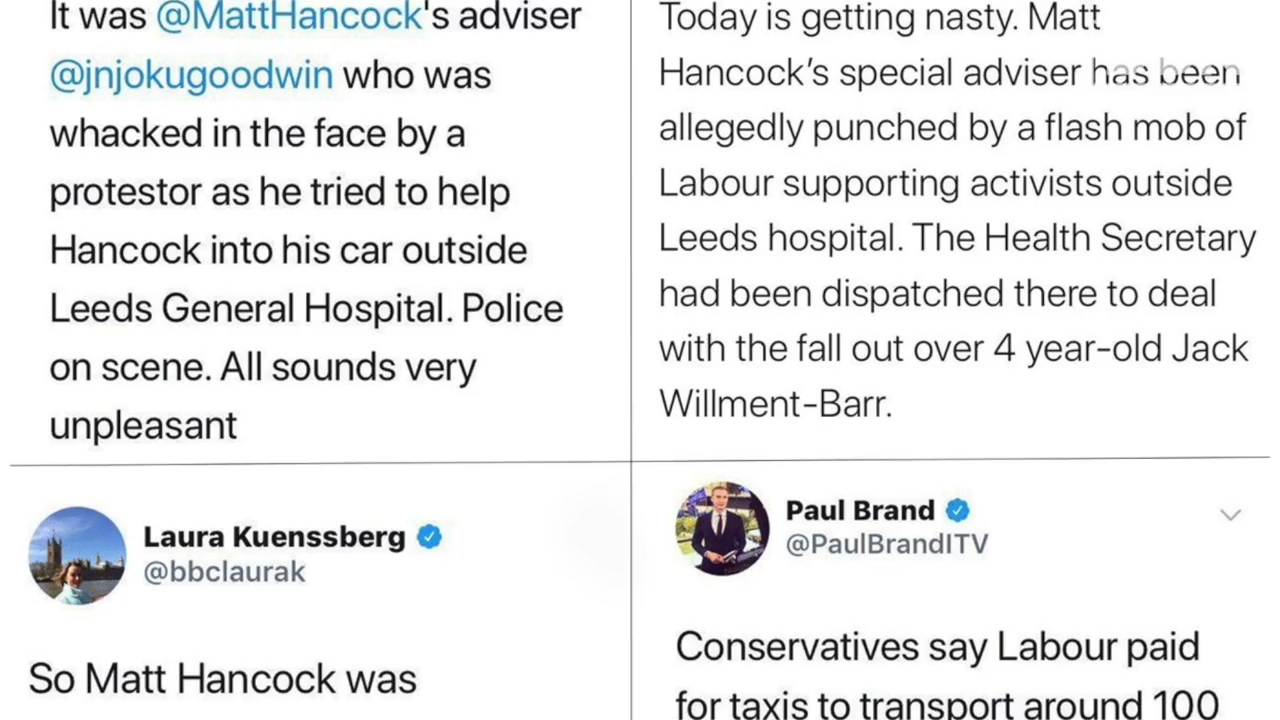 It was @MattHancock's adviser
@jnjokugoodwin who was
whacked in the face by a
protestor as he tried to help
Hancock into his car outside
Leeds General Hospital. Police
on scene. All sounds very
unpleasant
Today is getting nasty. Matt
Hancock's special adviser has been
allegedly punched by a flash mob of
Labour supporting activists outside
Leeds hospital. The Health Secretary
had been dispatched there to deal
with the fall out over 4 year-old Jack
Willment-Barr.
Laura Kuenssberg
@bbclaurak
So Matt Hancock was
Paul Brand
@PaulBrandITV
Conservatives say Labour paid
for taxis to transport around 100